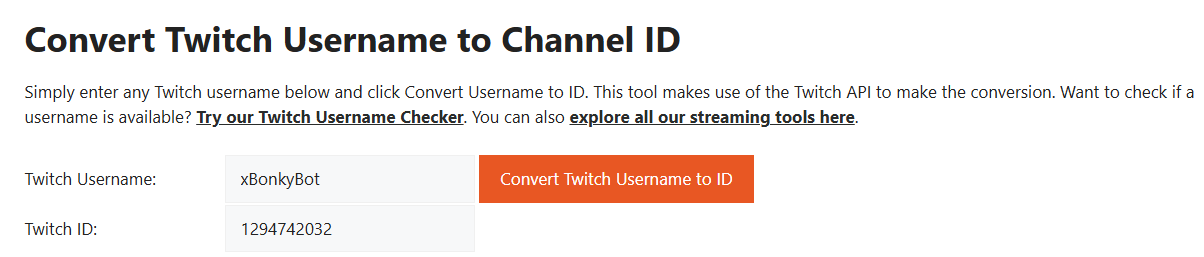 Convert Twitch Username to Channel ID
Simply enter any Twitch username below and click Convert Username to ID. This tool makes use of the Twitch API to make the conversion. Want to check if a
username is available? Try our Twitch Username Checker. You can also explore all our streaming tools here.
Twitch Username: xBonkyBot Convert Twitch Username to ID
Twitch ID: 1294742032